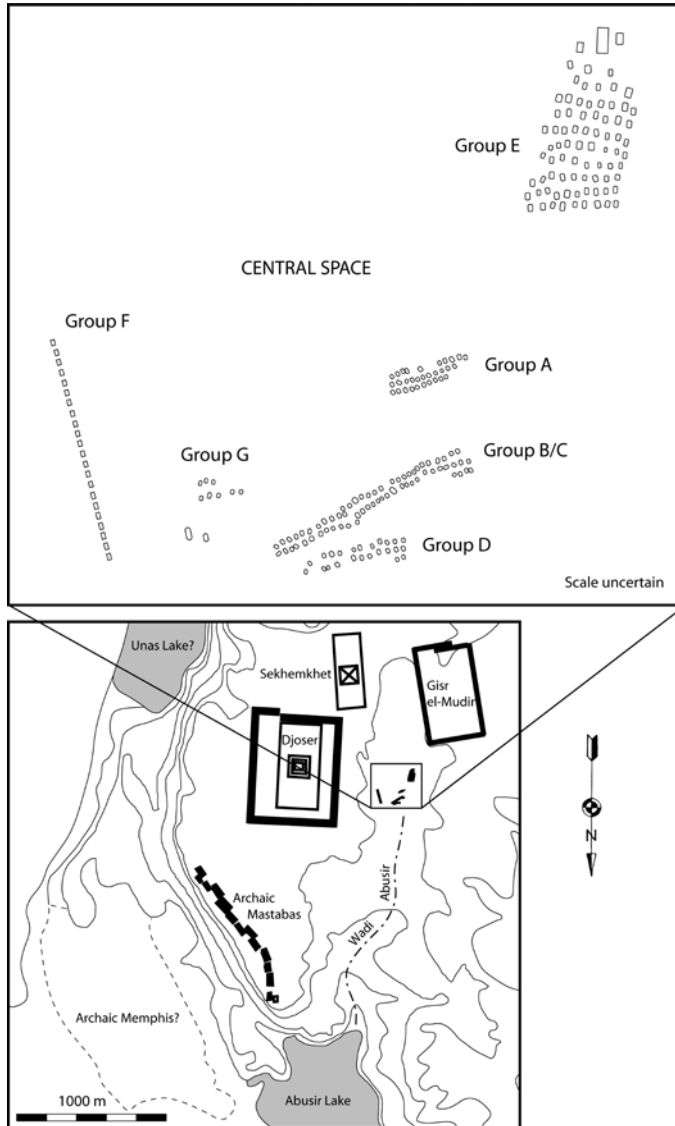 Group E
CENTRAL SPACE
Group F
Group A
Group G
Group B/C
Group D
Scale uncertain
Unas Lake?
Sekhemkhet
Gisr
el-Mudir
Djoser
Archaic
Mastabas
Abusir
Wadi
Archaic Memphis?
1000 m
Abusir Lake
N